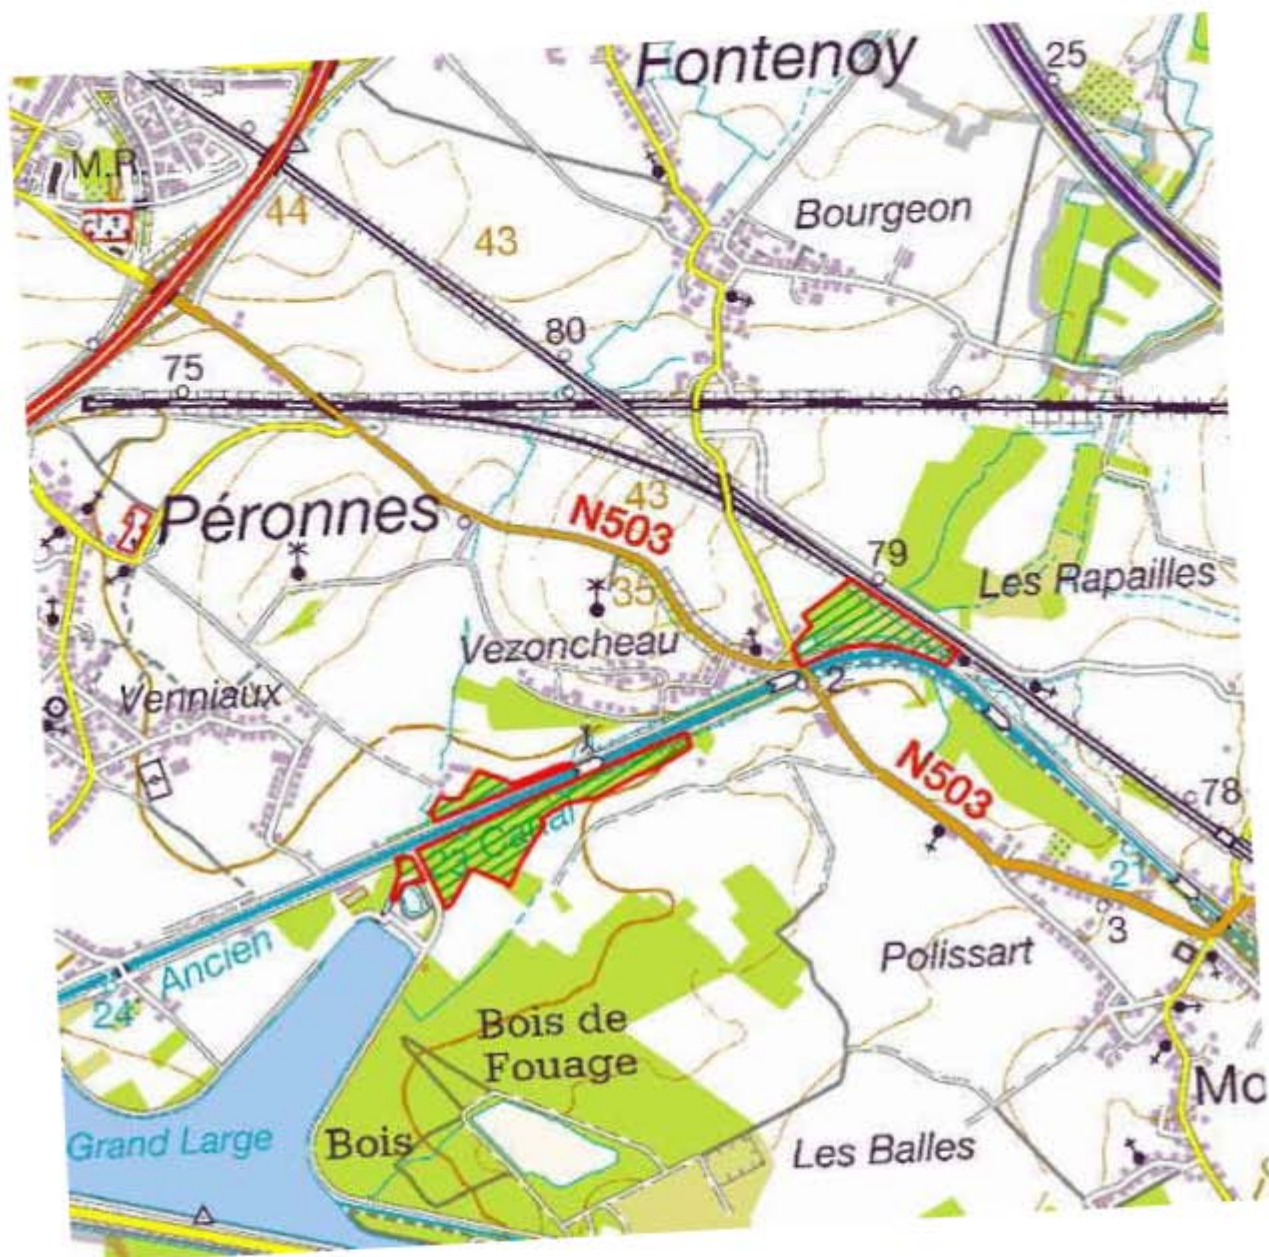 Fontenoy
25
M.R.
44
43
Bourgeon
80
75
Péronnes
43
N503
35
79
Les Rapailles
Vezoncheau
2
Venniaux
N503
78
Canal
21
3
Ancien
Polissart
24
Bois de
Fouage
Mo
Grand Large
Bois
Les Balles